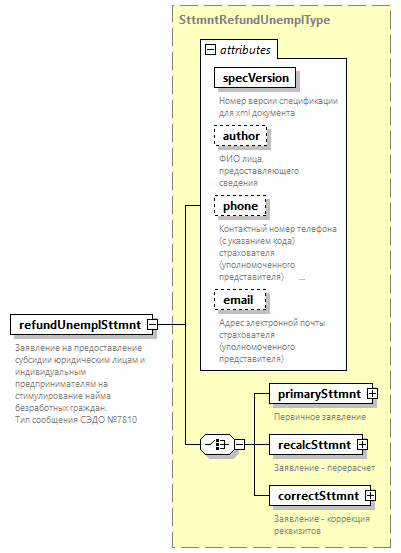 SttmntRefundUnemplType
attributes
specVersion
Номер версии спецификации
для xml документа
author
ФИО лица,
предоставляющего
сведения
phone
Контактный номер телефона
(с указанием кода)
страхователя
(уполномоченного
представителя) ...
email
Адрес электронной почты
страхователя
(уполномоченного
представителя)
refundUnemplSttmnt
Заявление на предоставление
субсидии юридическим лицам и
индивидуальным
предпринимателям на
стимулирование найма
безработных граждан.
Тип сообщения СЭДО №7810
primarySttmnt
Первичное заявление
recalcSttmnt
Заявление - перерасчет
correctSttmnt
Заявление - коррекция
реквизитов